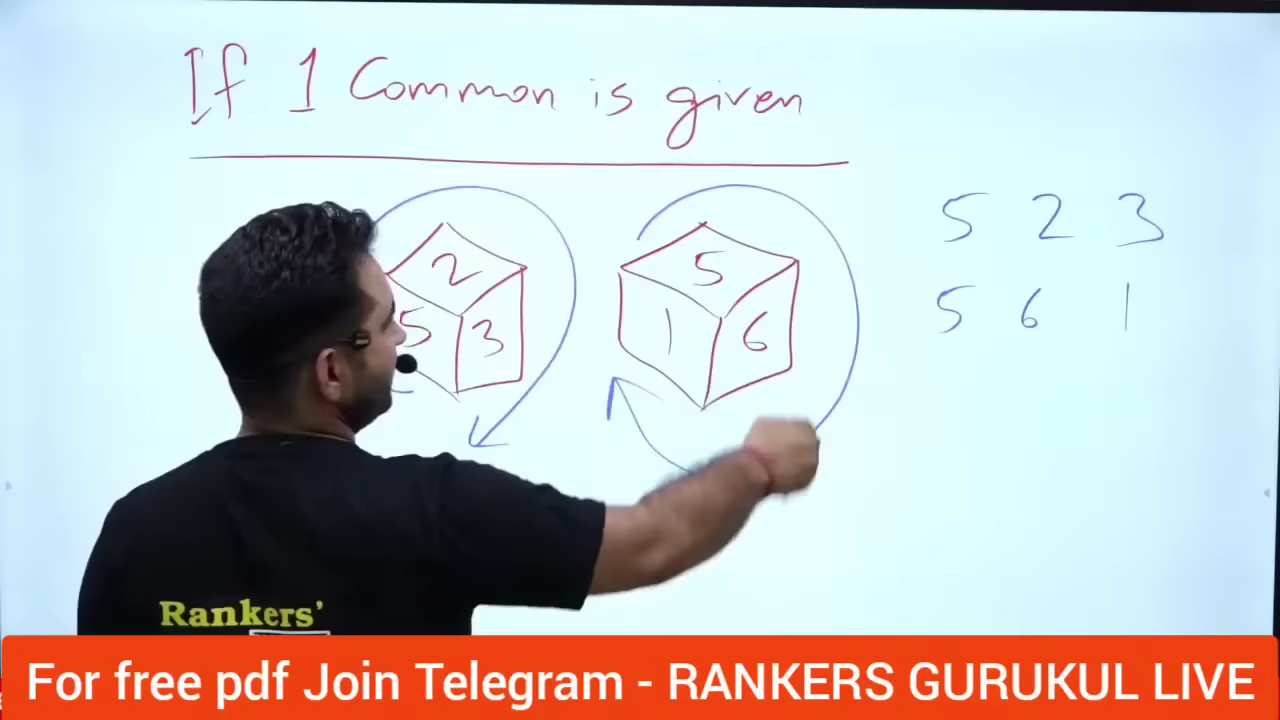 If 1 Common is given
2
5 3
5
1 6
5 2 3
5 6 1
Rankers'
For free pdf Join Telegram - RANKERS GURUKUL LIVE